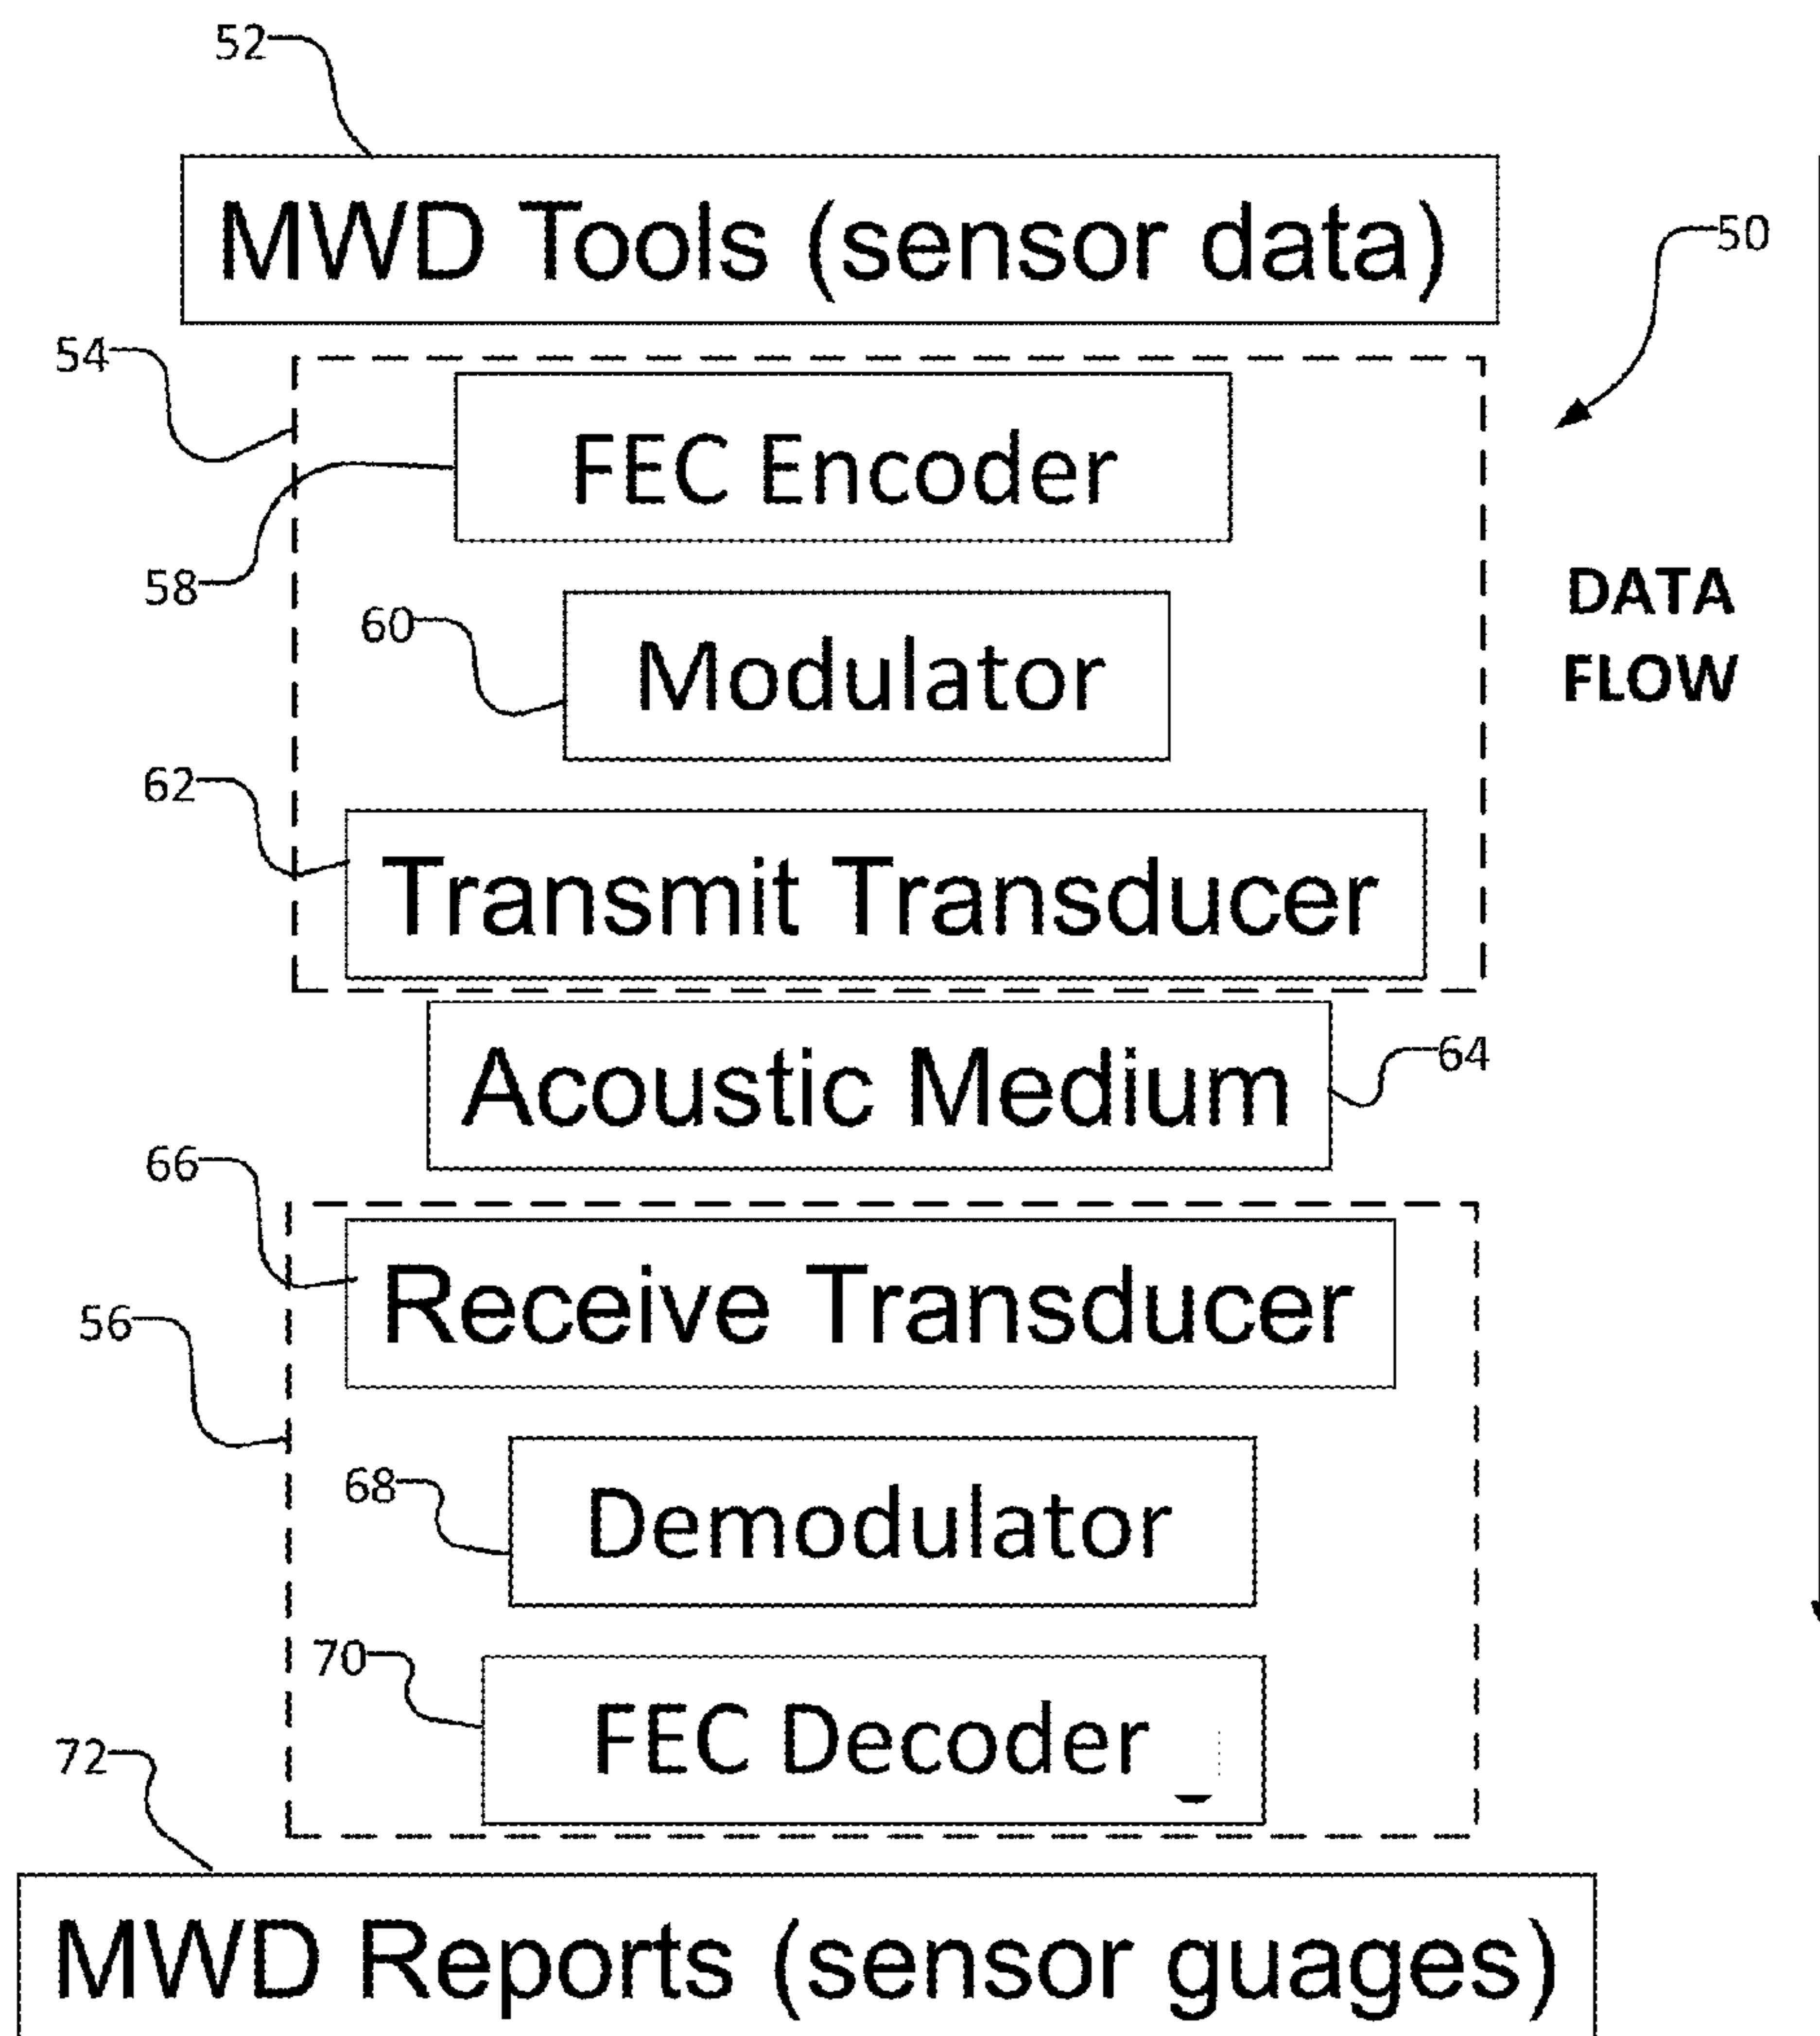 52
MWD Tools (sensor data)
50
54
FEC Encoder
58
DATA
FLOW
60
Modulator
62
Transmit Transducer
Acoustic Medium
64
66
Receive Transducer
56
68
Demodulator
70
FEC Decoder
72
MWD Reports (sensor guages)